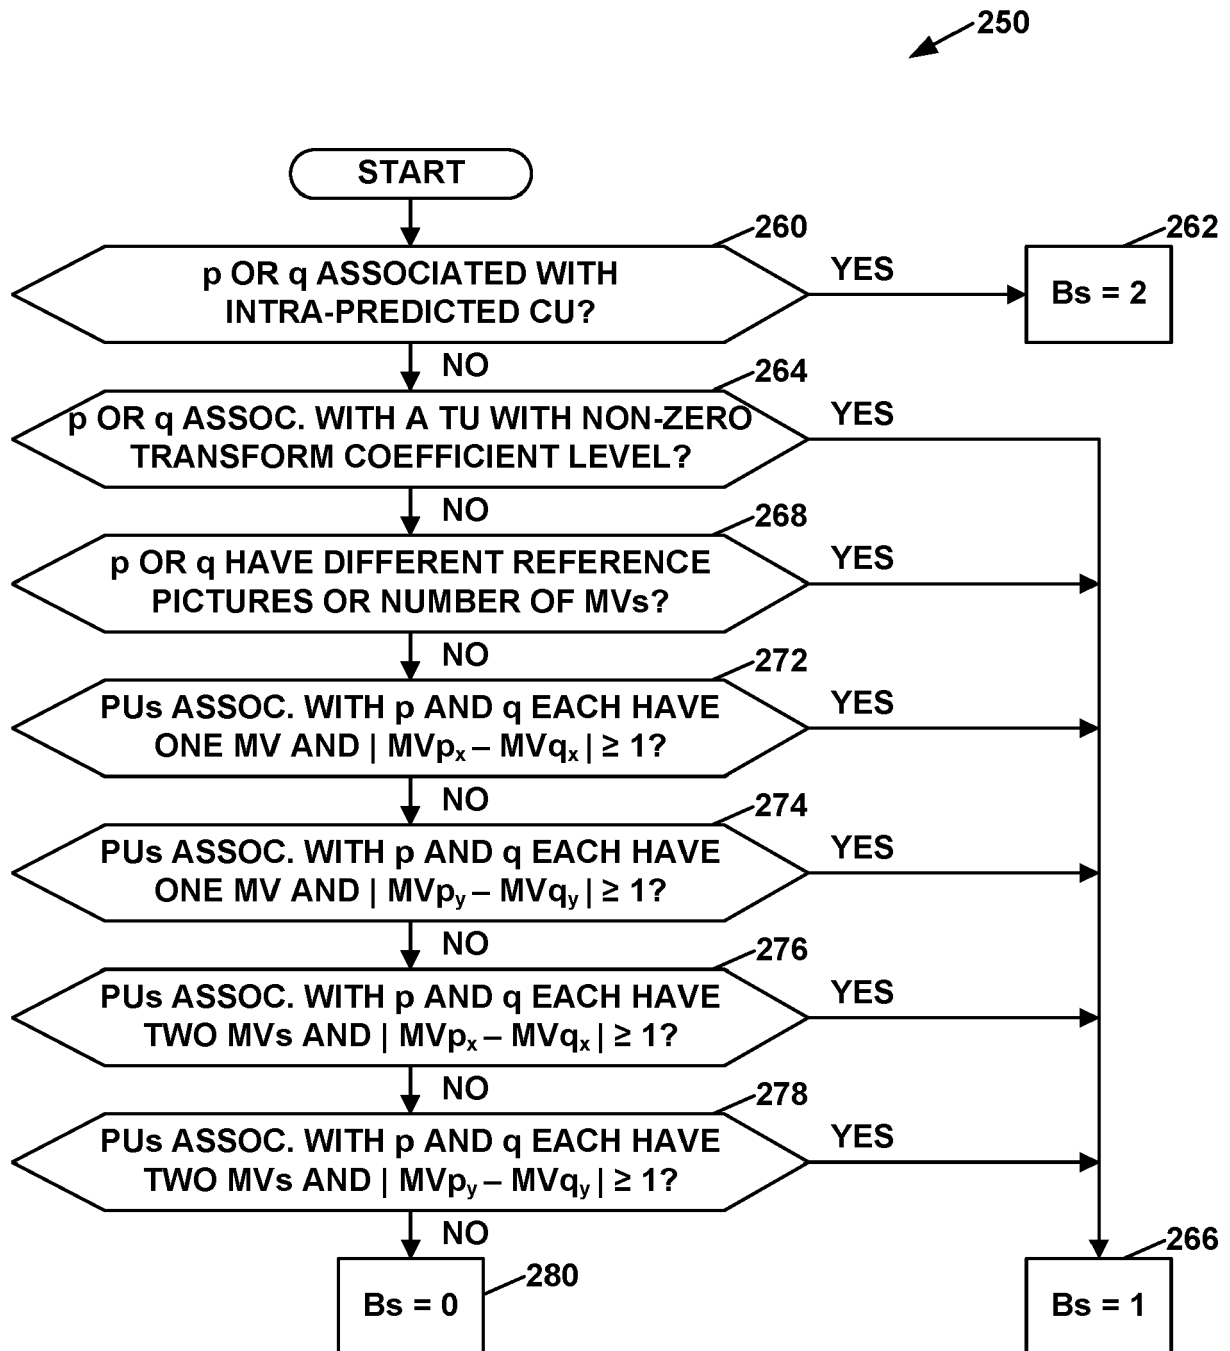 250
START
260
p OR q ASSOCIATED WITH
INTRA-PREDICTED CU?
YES
262
Bs = 2
NO
264
p OR q ASSOC. WITH A TU WITH NON-ZERO
TRANSFORM COEFFICIENT LEVEL?
YES
NO
268
p OR q HAVE DIFFERENT REFERENCE
PICTURES OR NUMBER OF MVs?
YES
NO
272
PUs ASSOC. WITH p AND q EACH HAVE
ONE MV AND | MVpₓ – MVqₓ | ≥ 1?
YES
NO
274
PUs ASSOC. WITH p AND q EACH HAVE
ONE MV AND | MVpy – MVqy | ≥ 1?
YES
NO
276
PUs ASSOC. WITH p AND q EACH HAVE
TWO MVs AND | MVpₓ – MVqₓ | ≥ 1?
YES
NO
278
PUs ASSOC. WITH p AND q EACH HAVE
TWO MVs AND | MVpy – MVqy | ≥ 1?
YES
NO
280
Bs = 0
266
Bs = 1